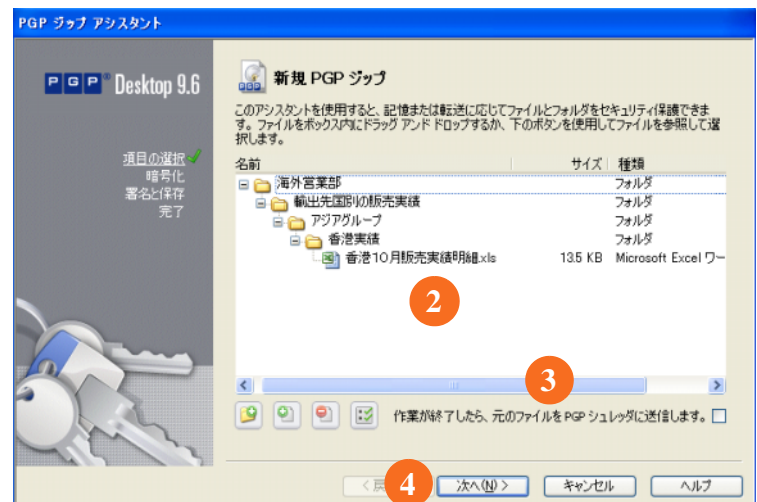 PGP ジップ アシスタント
PGP® Desktop 9.6
項目の選択
暗号化
署名と保存
完了
新規 PGP ジップ
このアシスタントを使用すると、記憶または転送に応じてファイルとフォルダをセキュリティ保護できま
す。ファイルをボックス内にドラッグ アンド ドロップするか、下のボタンを使用してファイルを参照して選
択します。
名前 サイズ 種類
海外営業部 フォルダ
輸出先国別の販売実績 フォルダ
アジアグループ フォルダ
香港実績 フォルダ
香港10月販売実績明細.xls 13.5 KB Microsoft Excel ワー
2
3
作業が終了したら、元のファイルを PGP シュレッダに送信します。
< 戻
4
次へ(N) >
キャンセル
ヘルプ